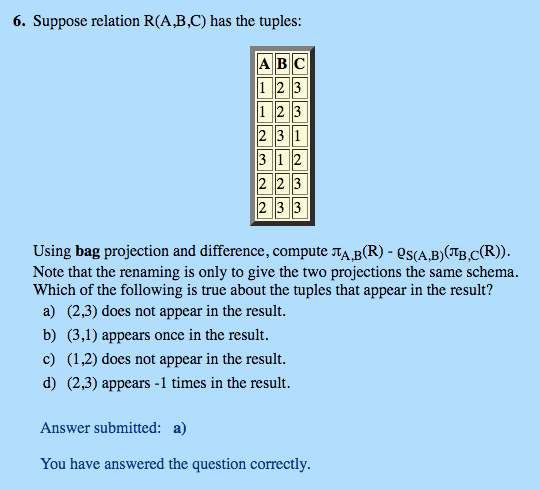 6. Suppose relation R(A,B,C) has the tuples:
A B C
1 2 3
1 2 3
2 3 1
3 1 2
2 2 3
2 3 3
Using bag projection and difference, compute πA,B(R) - ρS(A,B)(πB,C(R)).
Note that the renaming is only to give the two projections the same schema.
Which of the following is true about the tuples that appear in the result?
a) (2,3) does not appear in the result.
b) (3,1) appears once in the result.
c) (1,2) does not appear in the result.
d) (2,3) appears -1 times in the result.
Answer submitted: a)
You have answered the question correctly.